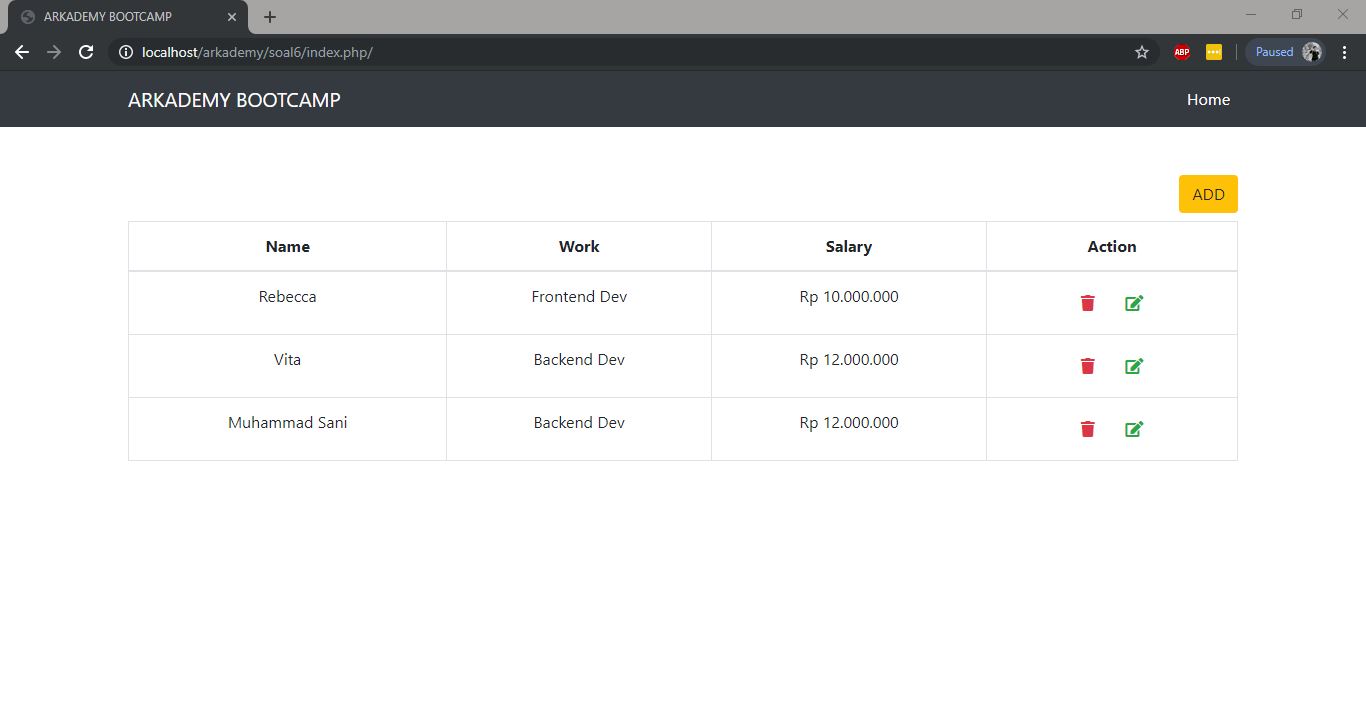 ARKADEMY BOOTCAMP
localhost/arkademy/soal6/index.php/
ABP
Paused
ARKADEMY BOOTCAMP Home
ADD
Name Work Salary Action
Rebecca Frontend Dev Rp 10.000.000
Vita Backend Dev Rp 12.000.000
Muhammad Sani Backend Dev Rp 12.000.000